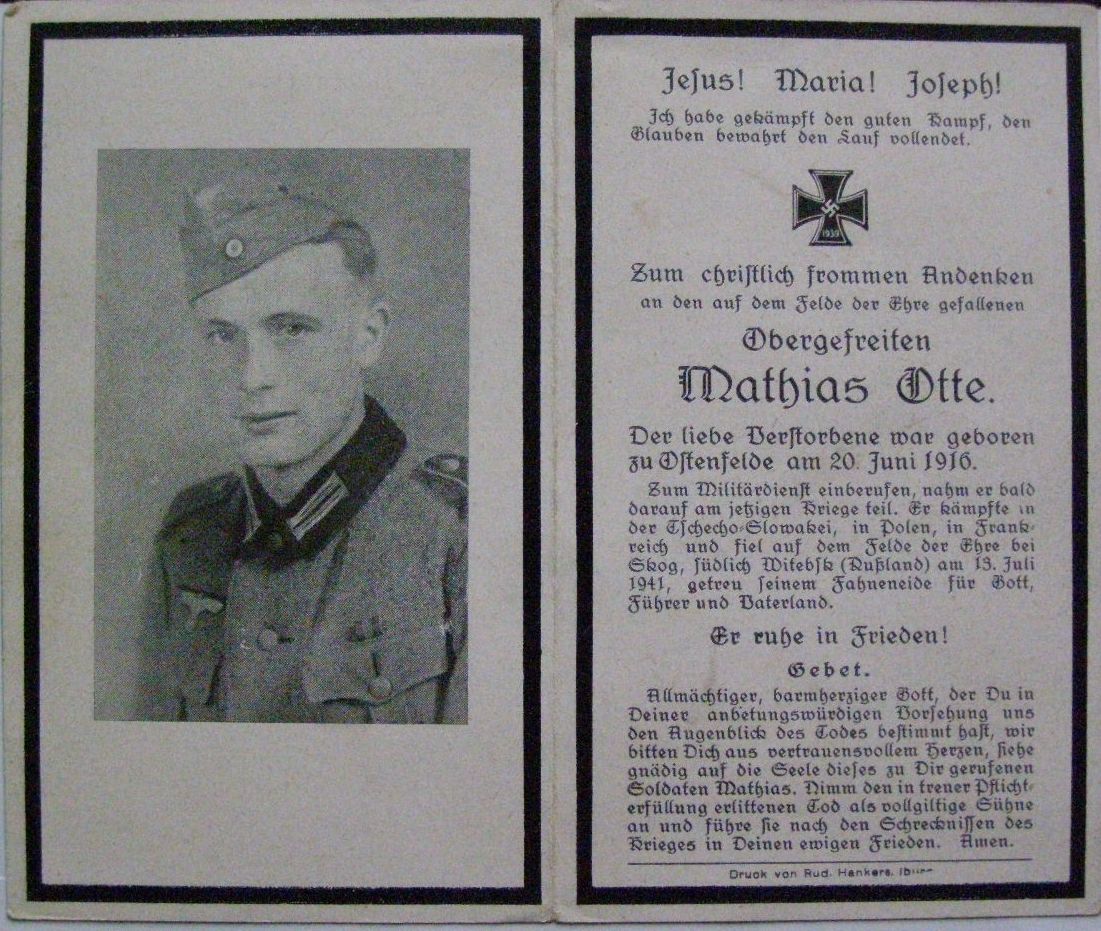 Jesus! Maria! Joseph!
Ich habe gekämpft den guten Kampf, den
Glauben bewahrt den Lauf vollendet.
1939
Zum christlich frommen Andenken
an den auf dem Felde der Ehre gefallenen
Obergefreiten
Mathias Otte.
Der liebe Verstorbene war geboren
zu Ostenfelde am 20. Juni 1916.
Zum Militärdienst einberufen, nahm er bald
darauf am jetzigen Kriege teil. Er kämpfte in
der Tschecho-Slowakei, in Polen, in Frank-
reich und fiel auf dem Felde der Ehre bei
Skog, südlich Witebsk (Rußland) am 13. Juli
1941, getreu seinem Fahneneide für Gott,
Führer und Vaterland.
Er ruhe in Frieden!
Gebet.
Allmächtiger, barmherziger Gott, der Du in
Deiner anbetungswürdigen Vorsehung uns
den Augenblick des Todes bestimmt hast, wir
bitten Dich aus vertrauensvollem Herzen, siehe
gnädig auf die Seele dieses zu Dir gerufenen
Soldaten Mathias. Nimm den in trener Pflicht-
erfüllung erlittenen Tod als vollgiltige Sühne
an und führe sie nach den Schrecknissen des
Krieges in Deinen ewigen Frieden. Amen.
Druck von Rud. Hankers,